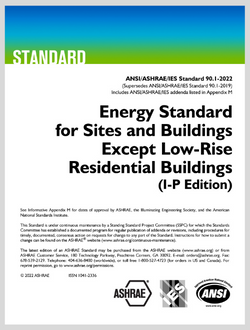 STANDARD
ANSI/ASHRAE/IES Standard 90.1-2022
(Supersedes ANSI/ASHRAE/IES Standard 90.1-2019)
Includes ANSI/ASHRAE/IES addenda listed in Appendix M
Energy Standard
for Sites and Buildings
Except Low-Rise
Residential Buildings
(I-P Edition)
See Informative Appendix M for dates of approval by ASHRAE, the Illuminating Engineering Society, and the American
National Standards Institute.
This Standard is under continuous maintenance by a Standing Standard Project Committee (SSPC) for which the Standards
Committee has established a documented program for regular publication of addenda or revisions, including procedures for
timely, documented, consensus action on requests for change to any part of the Standard. Instructions for how to submit a
change can be found on the ASHRAE® website (www.ashrae.org/continuous-maintenance).
The latest edition of an ASHRAE Standard may be purchased from the ASHRAE website (www.ashrae.org) or from
ASHRAE Customer Service, 180 Technology Parkway, Peachtree Corners, GA 30092. E-mail: orders@ashrae.org. Fax:
678-539-2129. Telephone: 404-636-8400 (worldwide), or toll free 1-800-527-4723 (for orders in US and Canada). For
reprint permission, go to www.ashrae.org/permissions.
© 2022 ASHRAE ISSN 1041-2336
ASHRAE
IES
ANSI